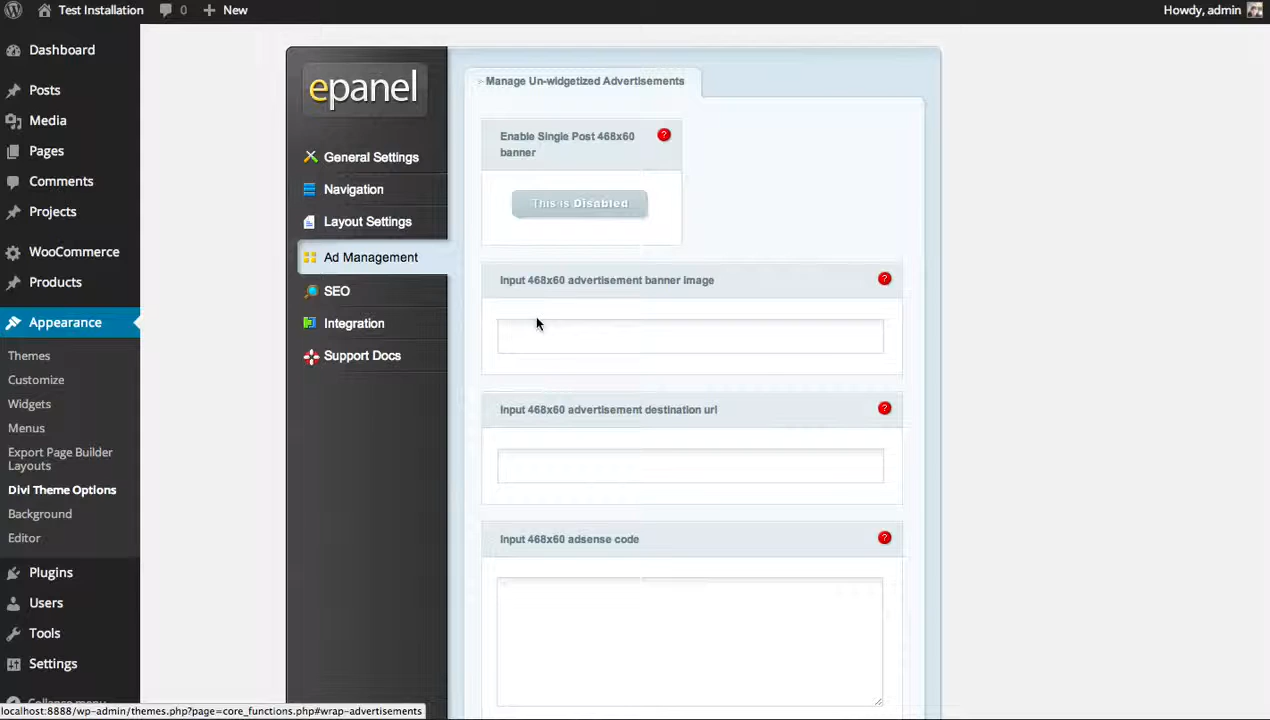 Test Installation
0
New
Howdy, admin
Dashboard
Posts
Media
Pages
Comments
Projects
WooCommerce
Products
Appearance
Themes
Customize
Widgets
Menus
Export Page Builder
Layouts
Divi Theme Options
Background
Editor
Plugins
Users
Tools
Settings
Collapse menu
localhost:8888/wp-admin/themes.php?page=core_functions.php#wrap-advertisements
epanel
General Settings
Navigation
Layout Settings
Ad Management
SEO
Integration
Support Docs
Manage Un-widgetized Advertisements
Enable Single Post 468x60
banner
?
This is Disabled
Input 468x60 advertisement banner image
?
Input 468x60 advertisement destination url
?
Input 468x60 adsense code
?